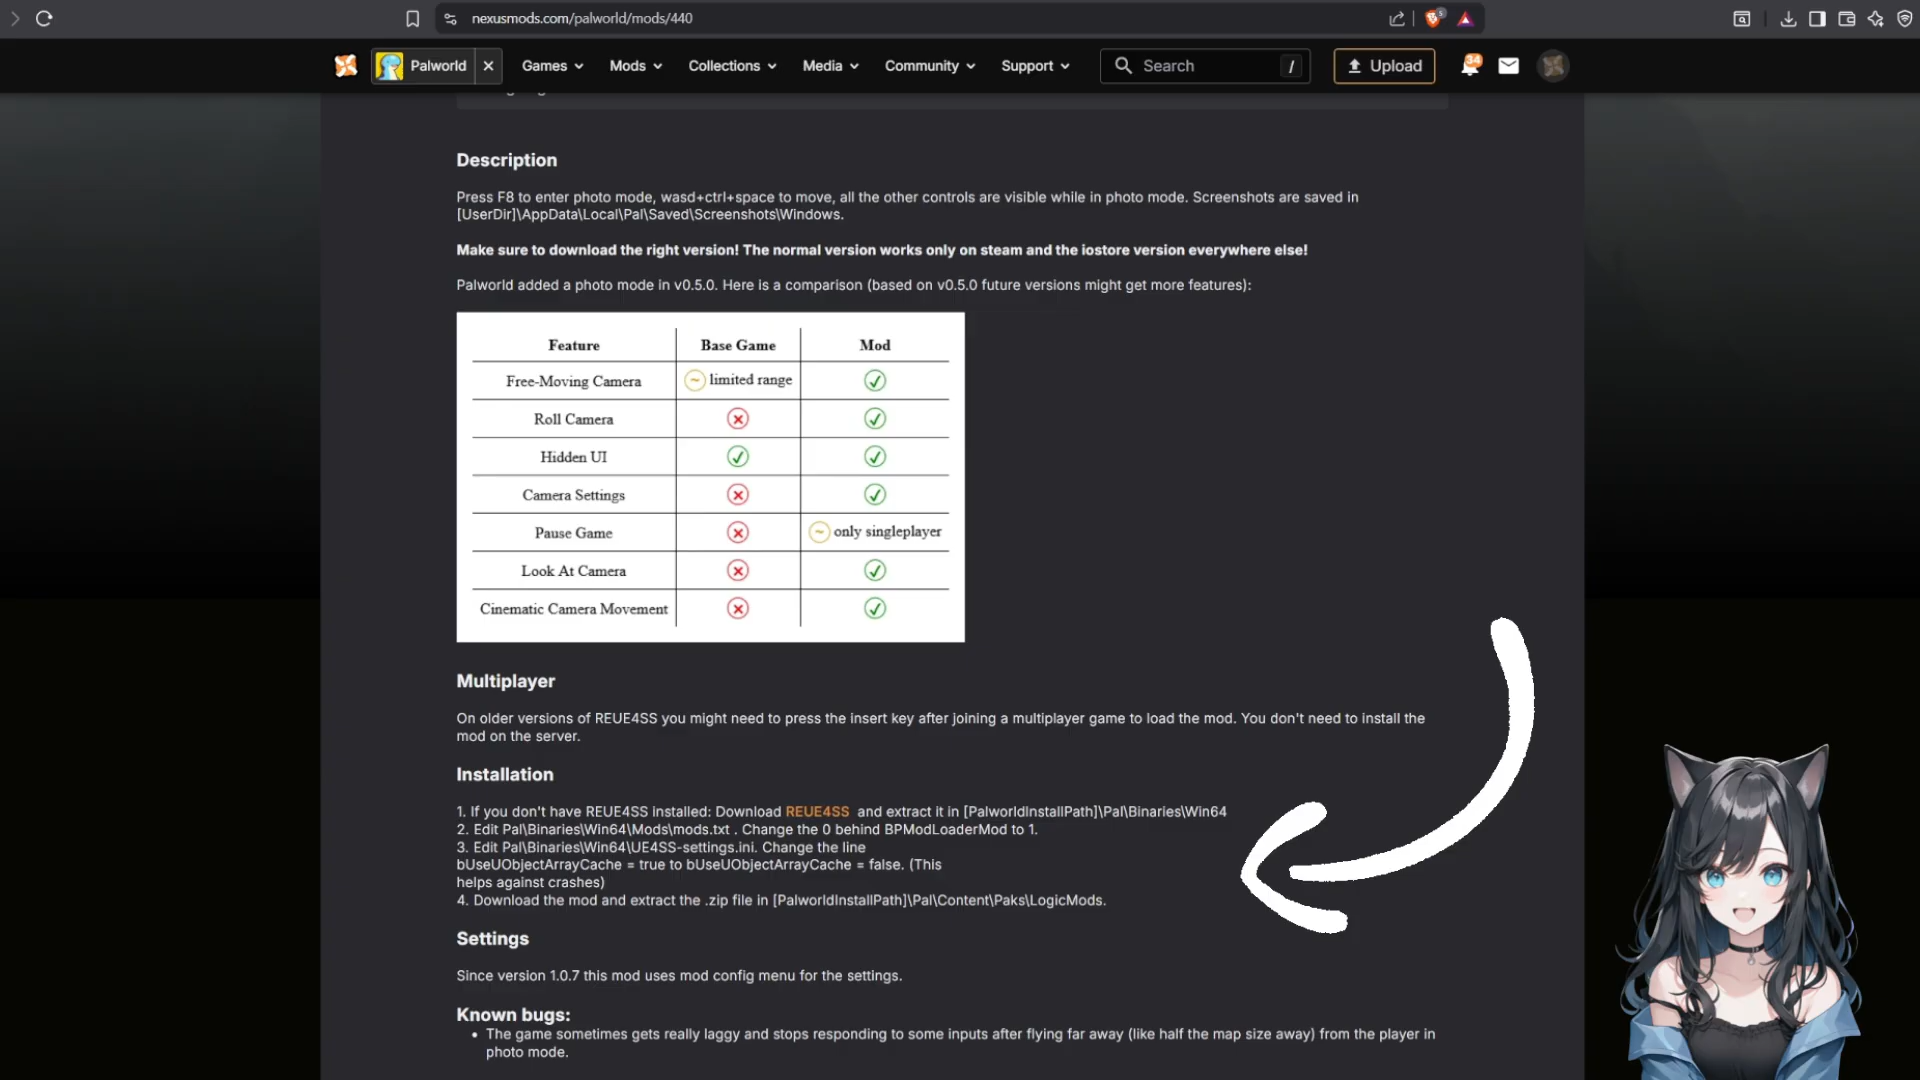 nexusmods.com/palworld/mods/440
5
Palworld
Games
Mods
Collections
Media
Community
Support
Search
/
Upload
34
Description
Press F8 to enter photo mode, wasd+ctrl+space to move, all the other controls are visible while in photo mode. Screenshots are saved in
[UserDir]\AppData\Local\Pal\Saved\Screenshots\Windows.
Make sure to download the right version! The normal version works only on steam and the iostore version everywhere else!
Palworld added a photo mode in v0.5.0. Here is a comparison (based on v0.5.0 future versions might get more features):
Feature Base Game Mod
Free-Moving Camera ~ limited range ✓
Roll Camera ✗ ✓
Hidden UI ✓ ✓
Camera Settings ✗ ✓
Pause Game ✗ ~ only singleplayer
Look At Camera ✗ ✓
Cinematic Camera Movement ✗ ✓
Multiplayer
On older versions of REUE4SS you might need to press the insert key after joining a multiplayer game to load the mod. You don't need to install the
mod on the server.
Installation
1. If you don't have REUE4SS installed: Download REUE4SS and extract it in [PalworldInstallPath]\Pal\Binaries\Win64
2. Edit Pal\Binaries\Win64\Mods\mods.txt . Change the 0 behind BPModLoaderMod to 1.
3. Edit Pal\Binaries\Win64\UE4SS-settings.ini. Change the line
bUseUObjectArrayCache = true to bUseUObjectArrayCache = false. (This
helps against crashes)
4. Download the mod and extract the .zip file in [PalworldInstallPath]\Pal\Content\Paks\LogicMods.
Settings
Since version 1.0.7 this mod uses mod config menu for the settings.
Known bugs:
• The game sometimes gets really laggy and stops responding to some inputs after flying far away (like half the map size away) from the player in
photo mode.